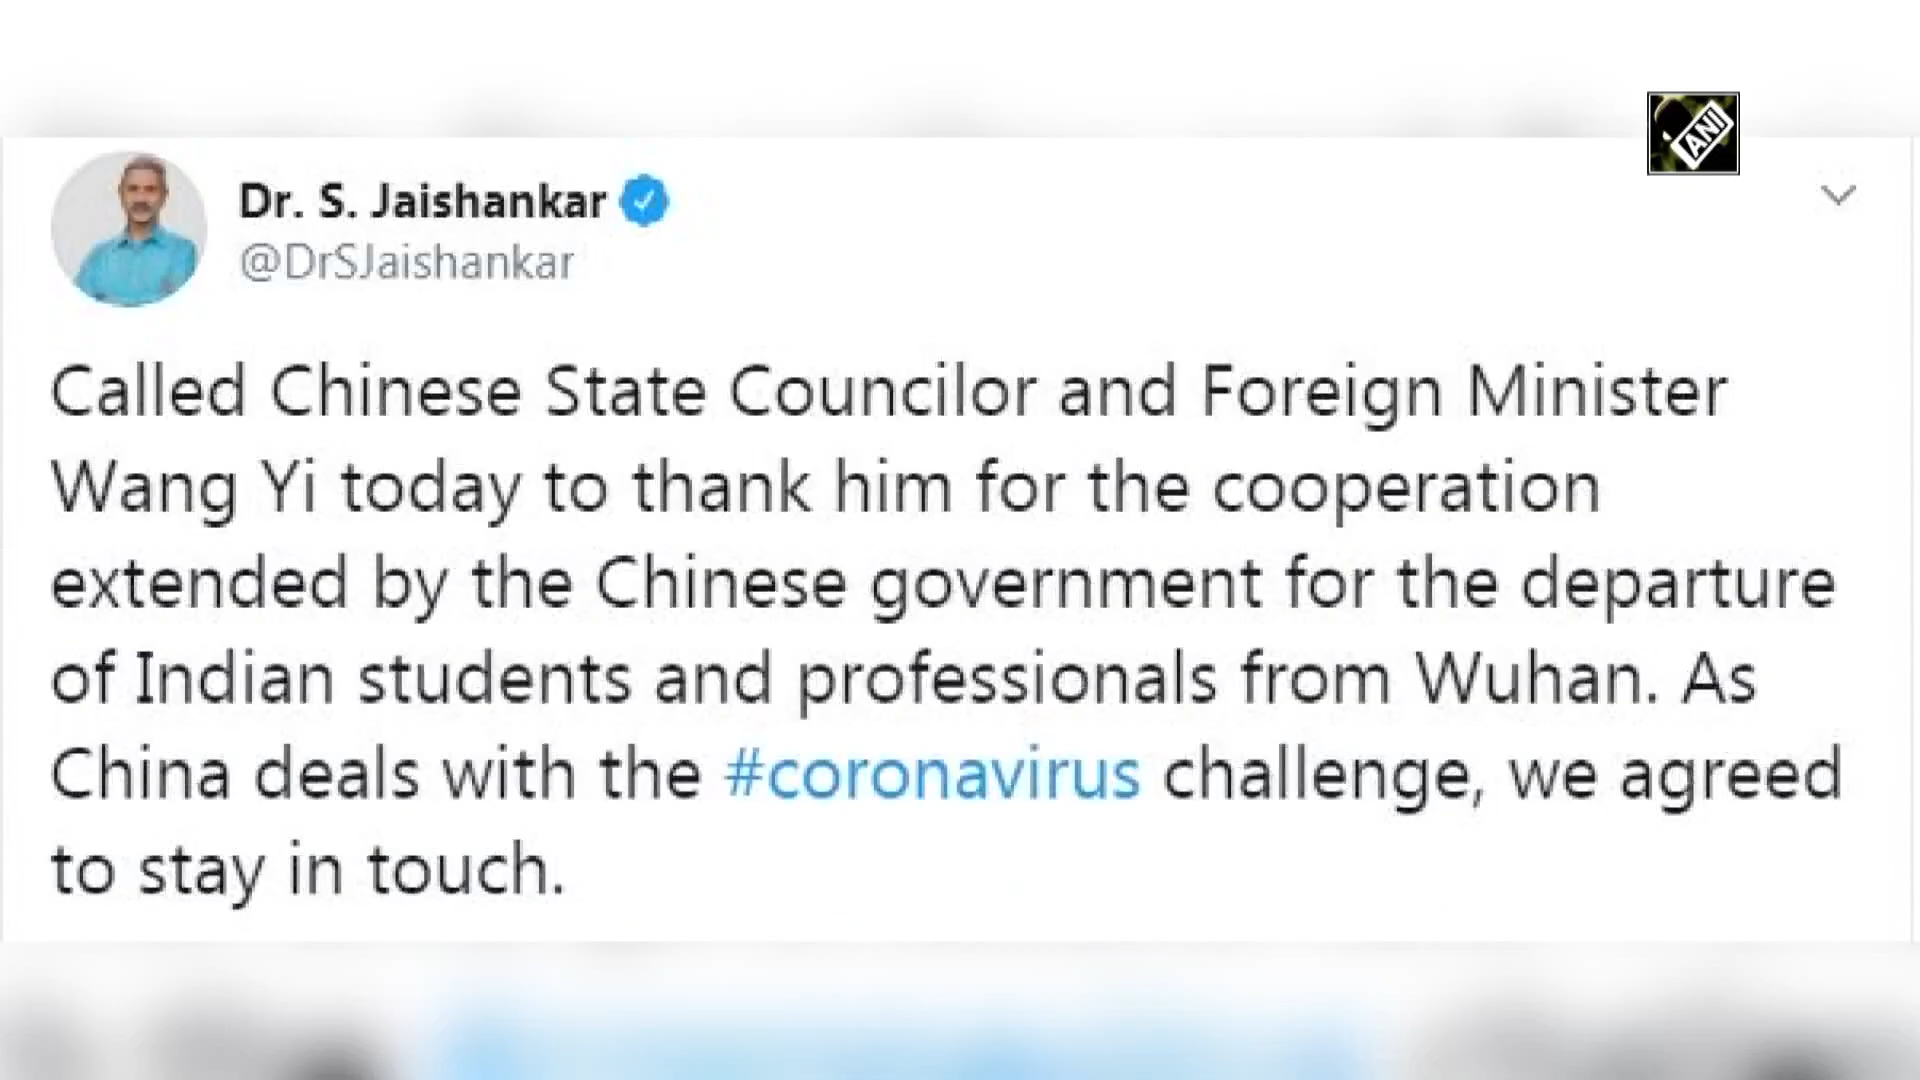 ANI
Dr. S. Jaishankar
@DrSJaishankar
Called Chinese State Councilor and Foreign Minister
Wang Yi today to thank him for the cooperation
extended by the Chinese government for the departure
of Indian students and professionals from Wuhan. As
China deals with the #coronavirus challenge, we agreed
to stay in touch.